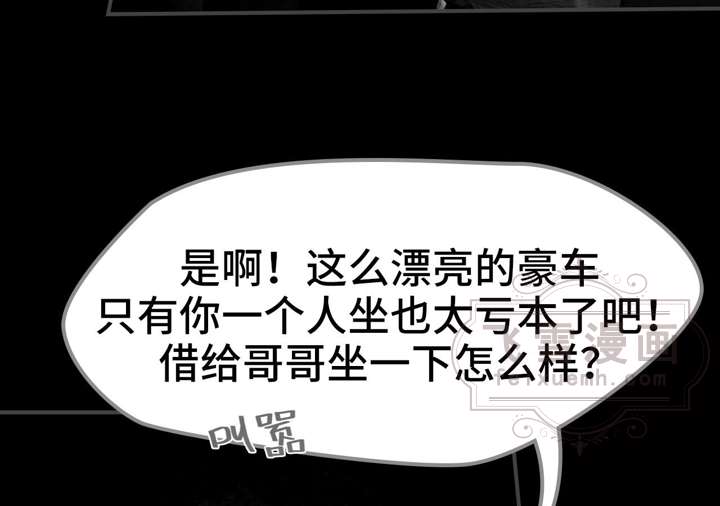 是啊！这么漂亮的豪车
只有你一个人坐也太亏本了吧！
借给哥哥坐一下怎么样？
飞雪漫画
feixuemh.com
叫嚣